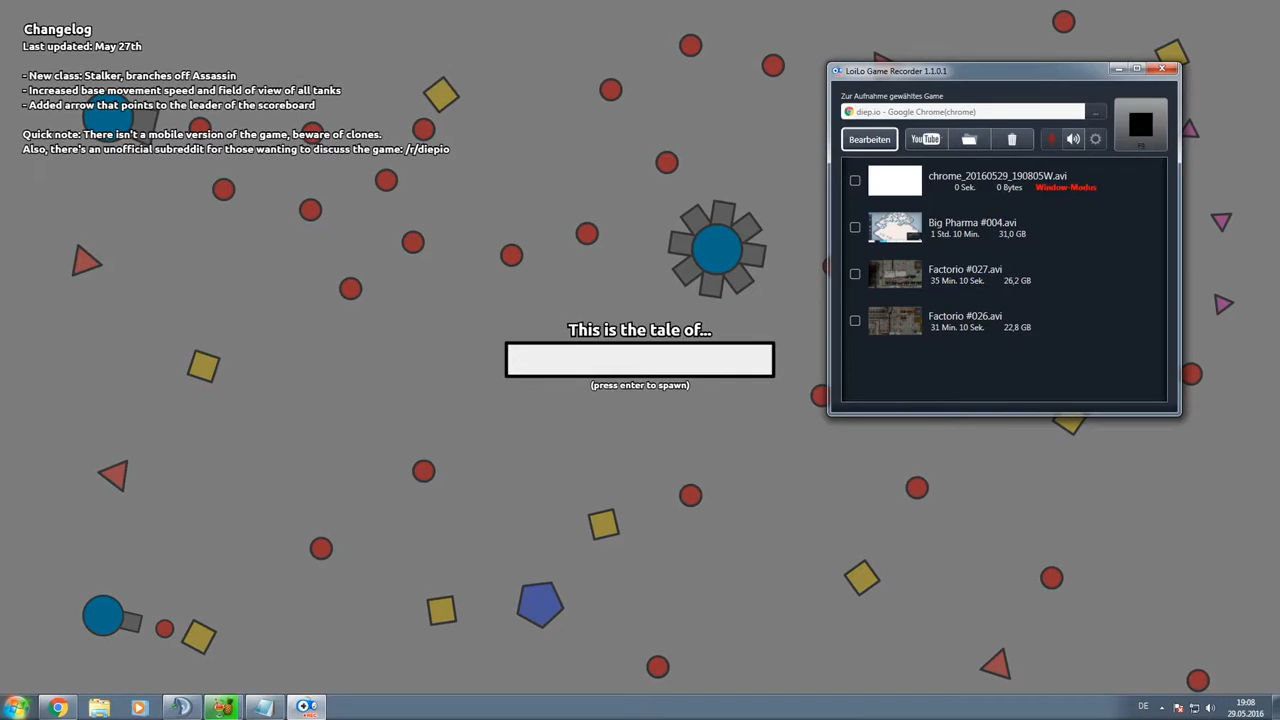 Changelog
Last updated: May 27th
- New class: Stalker, branches off Assassin
- Increased base movement speed and field of view of all tanks
- Added arrow that points to the leader of the scoreboard
Quick note: There isn't a mobile version of the game, beware of clones.
Also, there's an unofficial subreddit for those wanting to discuss the game: /r/diepio
This is the tale of...
(press enter to spawn)
LoiLo Game Recorder 1.1.0.1
Zur Aufnahme gewähltes Game
diep.io - Google Chrome(chrome)
...
Bearbeiten
YouTube
chrome_20160529_190805W.avi
0 Sek. 0 Bytes Window-Modus
Big Pharma #004.avi
1 Std. 10 Min. 31,0 GB
Factorio #027.avi
35 Min. 10 Sek. 26,2 GB
Factorio #026.avi
31 Min. 10 Sek. 22,8 GB
REC
DE
19:08
29.05.2016